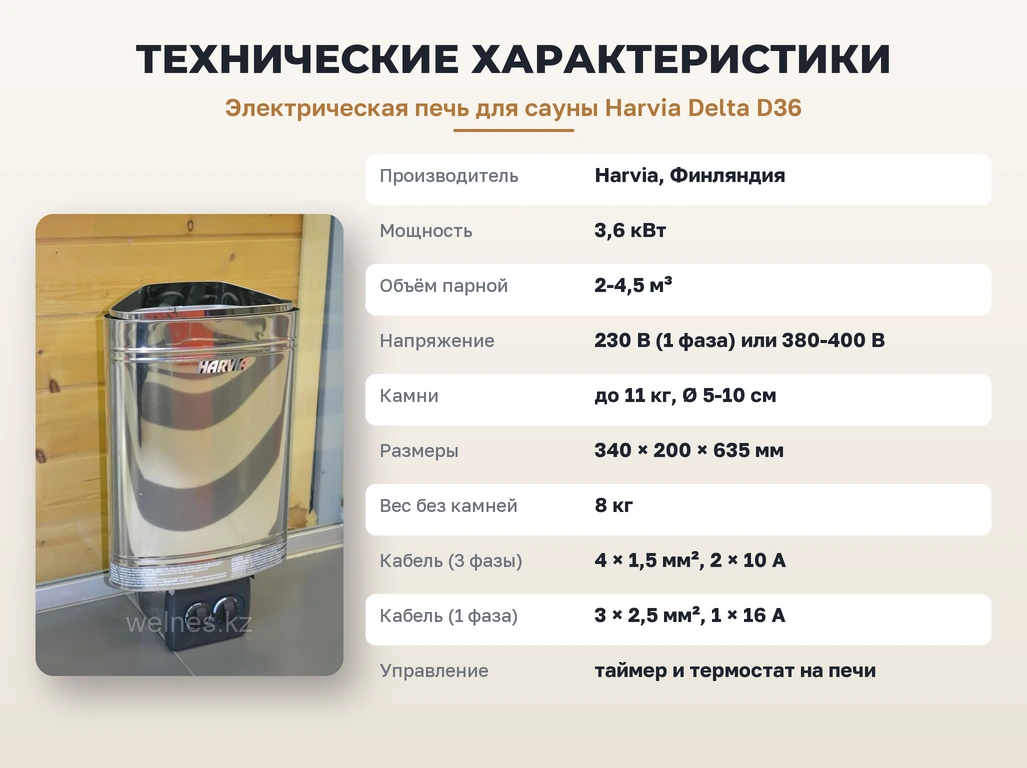 ТЕХНИЧЕСКИЕ ХАРАКТЕРИСТИКИ
Электрическая печь для сауны Harvia Delta D36
Производитель Harvia, Финляндия
Мощность 3,6 кВт
Объём парной 2-4,5 м³
Напряжение 230 В (1 фаза) или 380-400 В
Камни до 11 кг, Ø 5-10 см
Размеры 340 × 200 × 635 мм
Вес без камней 8 кг
Кабель (3 фазы) 4 × 1,5 мм², 2 × 10 А
Кабель (1 фаза) 3 × 2,5 мм², 1 × 16 А
Управление таймер и термостат на печи
HARVIA
welnes.kz